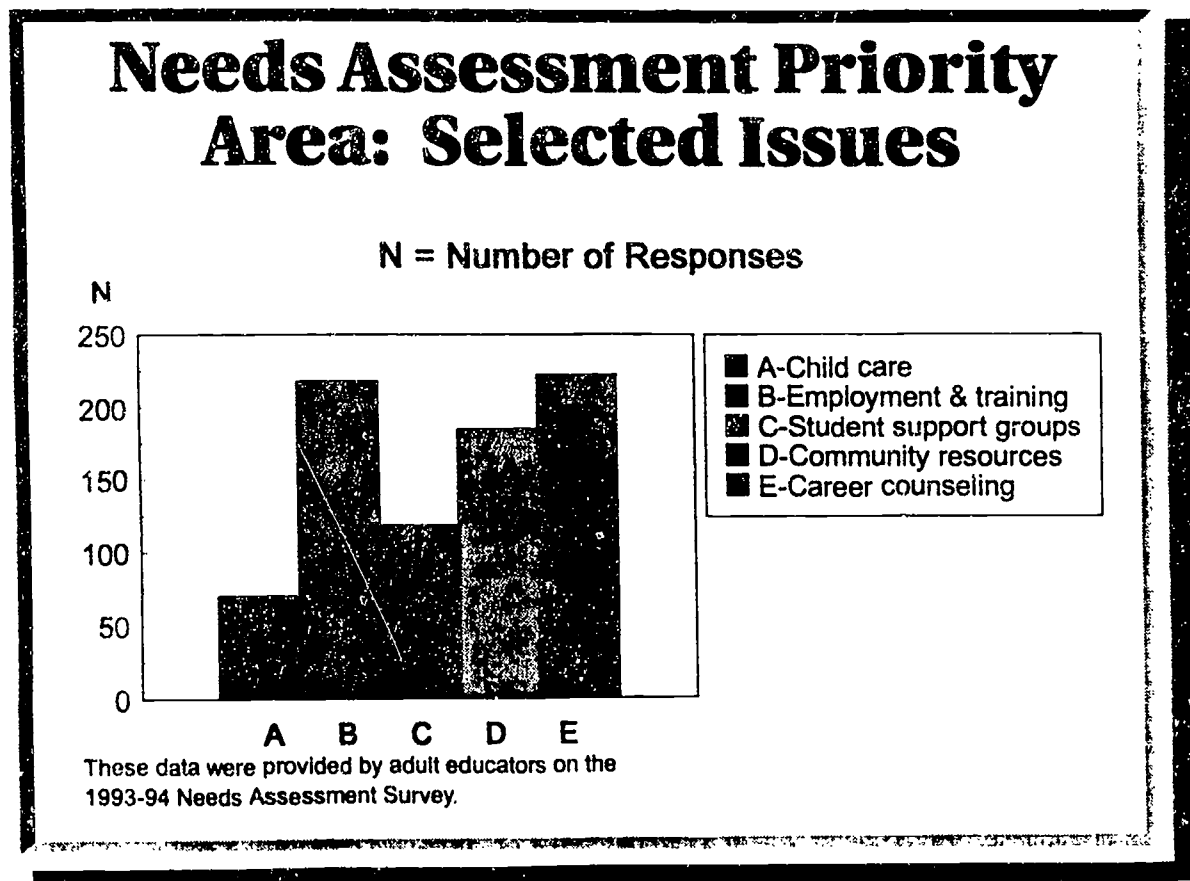 Needs Assessment Priority
Area: Selected Issues
N = Number of Responses
N
250
200
150
100
50
0
A B C D E
A-Child care
B-Employment & training
C-Student support groups
D-Community resources
E-Career counseling
These data were provided by adult educators on the
1993-94 Needs Assessment Survey.